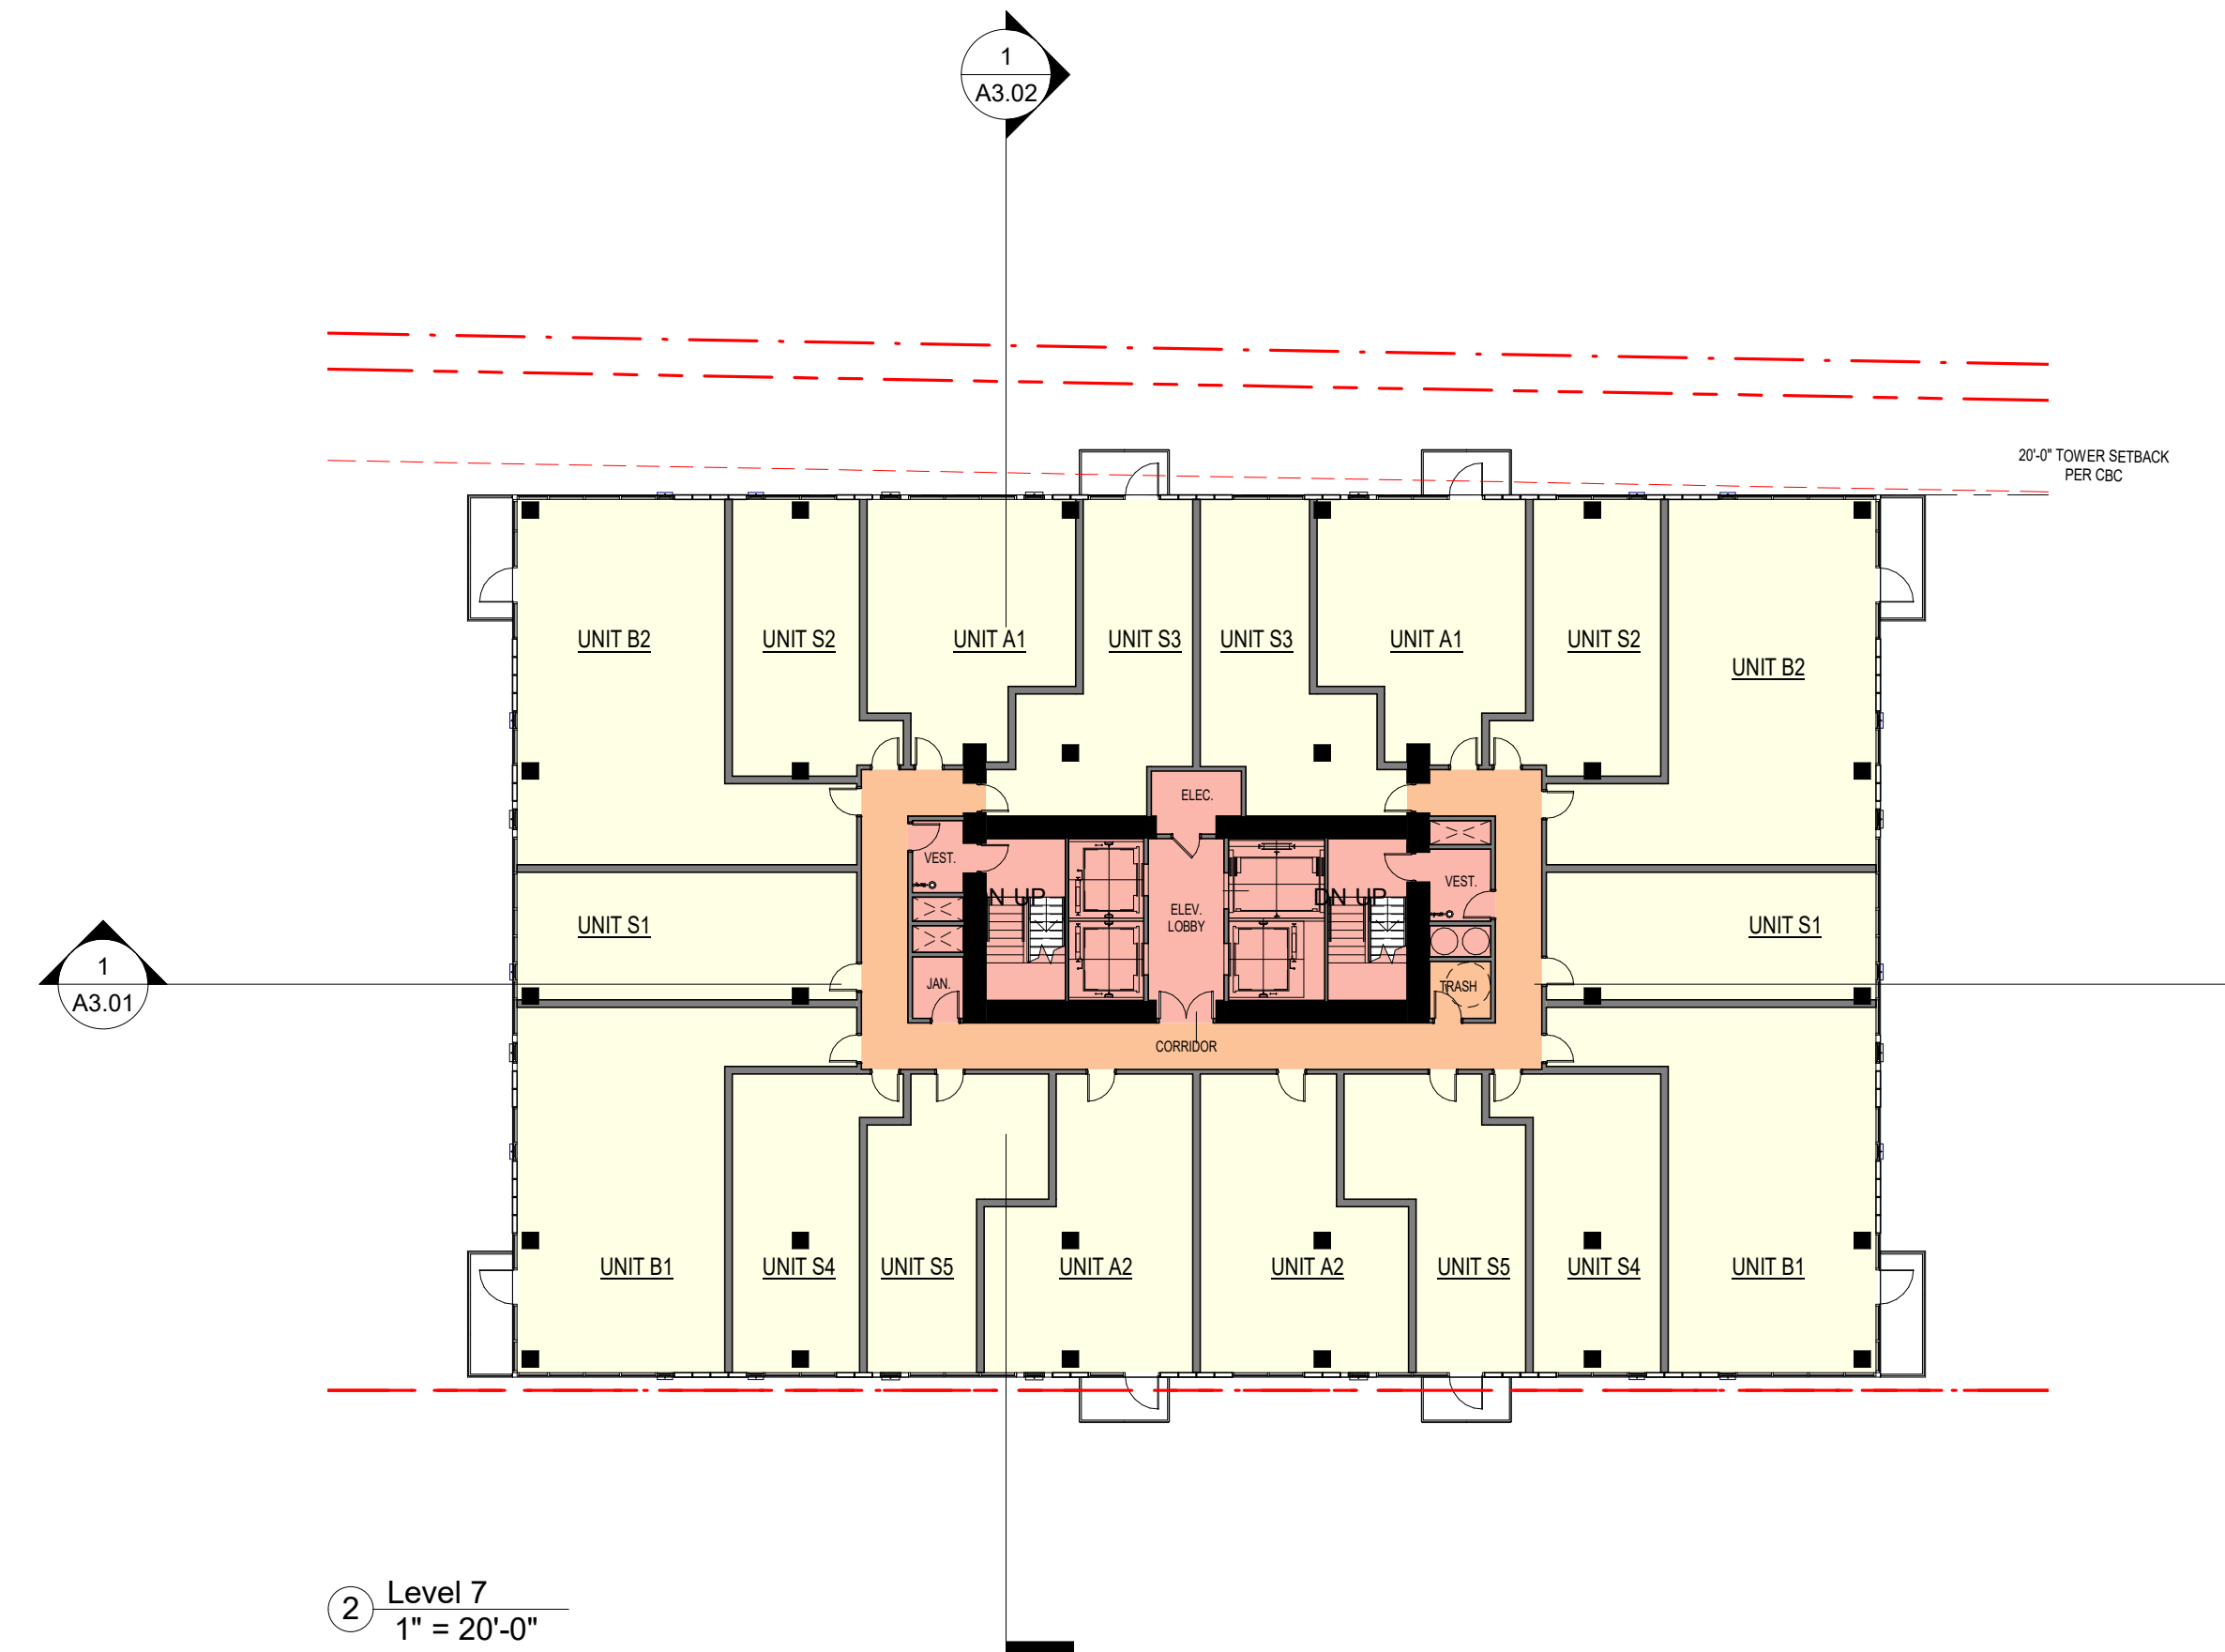 1
A3.02
20'-0" TOWER SETBACK
PER CBC
UNIT B2
UNIT S2
UNIT A1
UNIT S3
UNIT S3
UNIT A1
UNIT S2
UNIT B2
ELEC.
VEST.
VEST.
N UP
DN UP
ELEV.
LOBBY
UNIT S1
UNIT S1
1
A3.01
JAN.
TRASH
CORRIDOR
UNIT B1
UNIT S4
UNIT S5
UNIT A2
UNIT A2
UNIT S5
UNIT S4
UNIT B1
2
Level 7
1" = 20'-0"